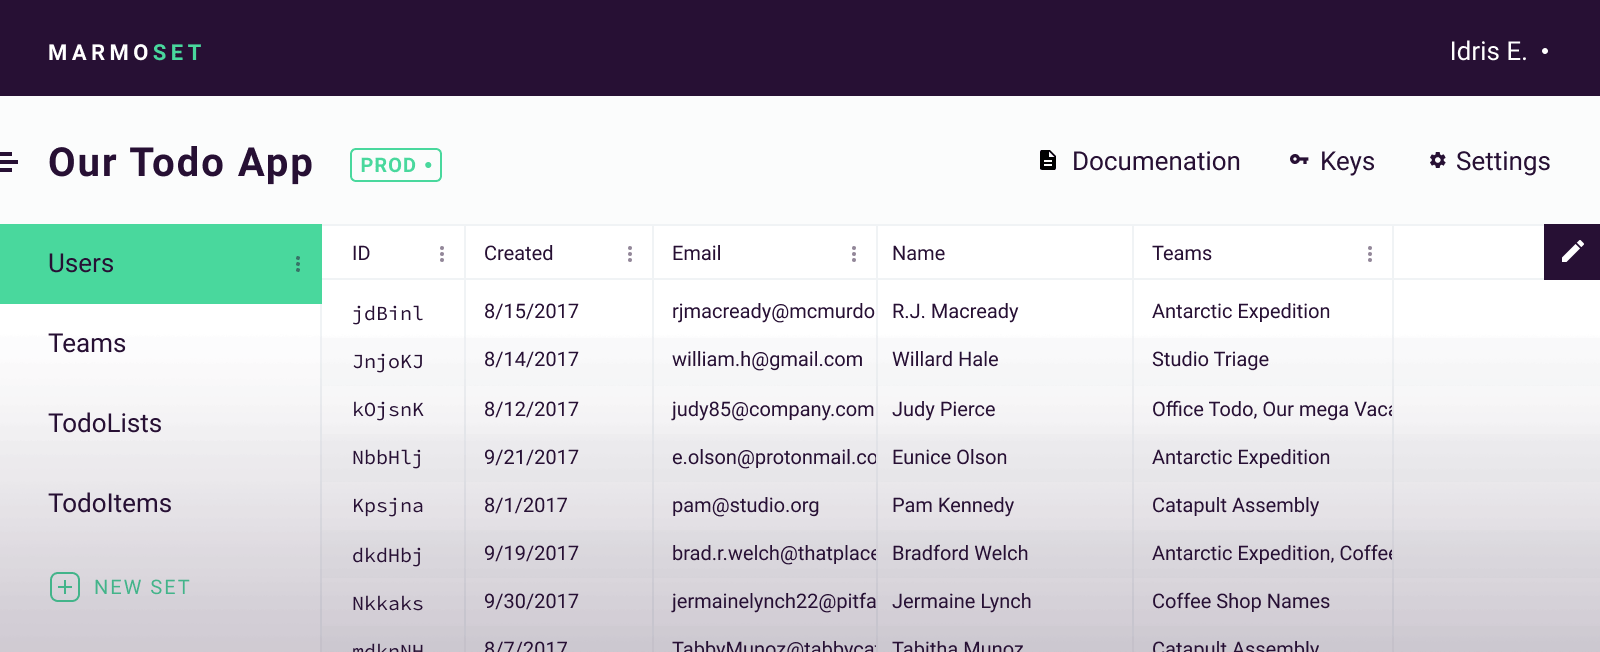 MARMOSET
Idris E. •
Our Todo App
PROD •
Documenation
Keys
Settings
Users
Teams
TodoLists
TodoItems
NEW SET
ID Created Email Name Teams
jdBinl 8/15/2017 rjmacready@mcmurdo R.J. Macready Antarctic Expedition
JnjoKJ 8/14/2017 william.h@gmail.com Willard Hale Studio Triage
kOjsnK 8/12/2017 judy85@company.com Judy Pierce Office Todo, Our mega Vaca
NbbHlj 9/21/2017 e.olson@protonmail.co Eunice Olson Antarctic Expedition
Kpsjna 8/1/2017 pam@studio.org Pam Kennedy Catapult Assembly
dkdHbj 9/19/2017 brad.r.welch@thatplace Bradford Welch Antarctic Expedition, Coffee
Nkkaks 9/30/2017 jermainelynch22@pitfa Jermaine Lynch Coffee Shop Names
mdknNH 8/7/2017 TabbyMunoz@tabbycat Tabitha Munoz Catapult Assembly